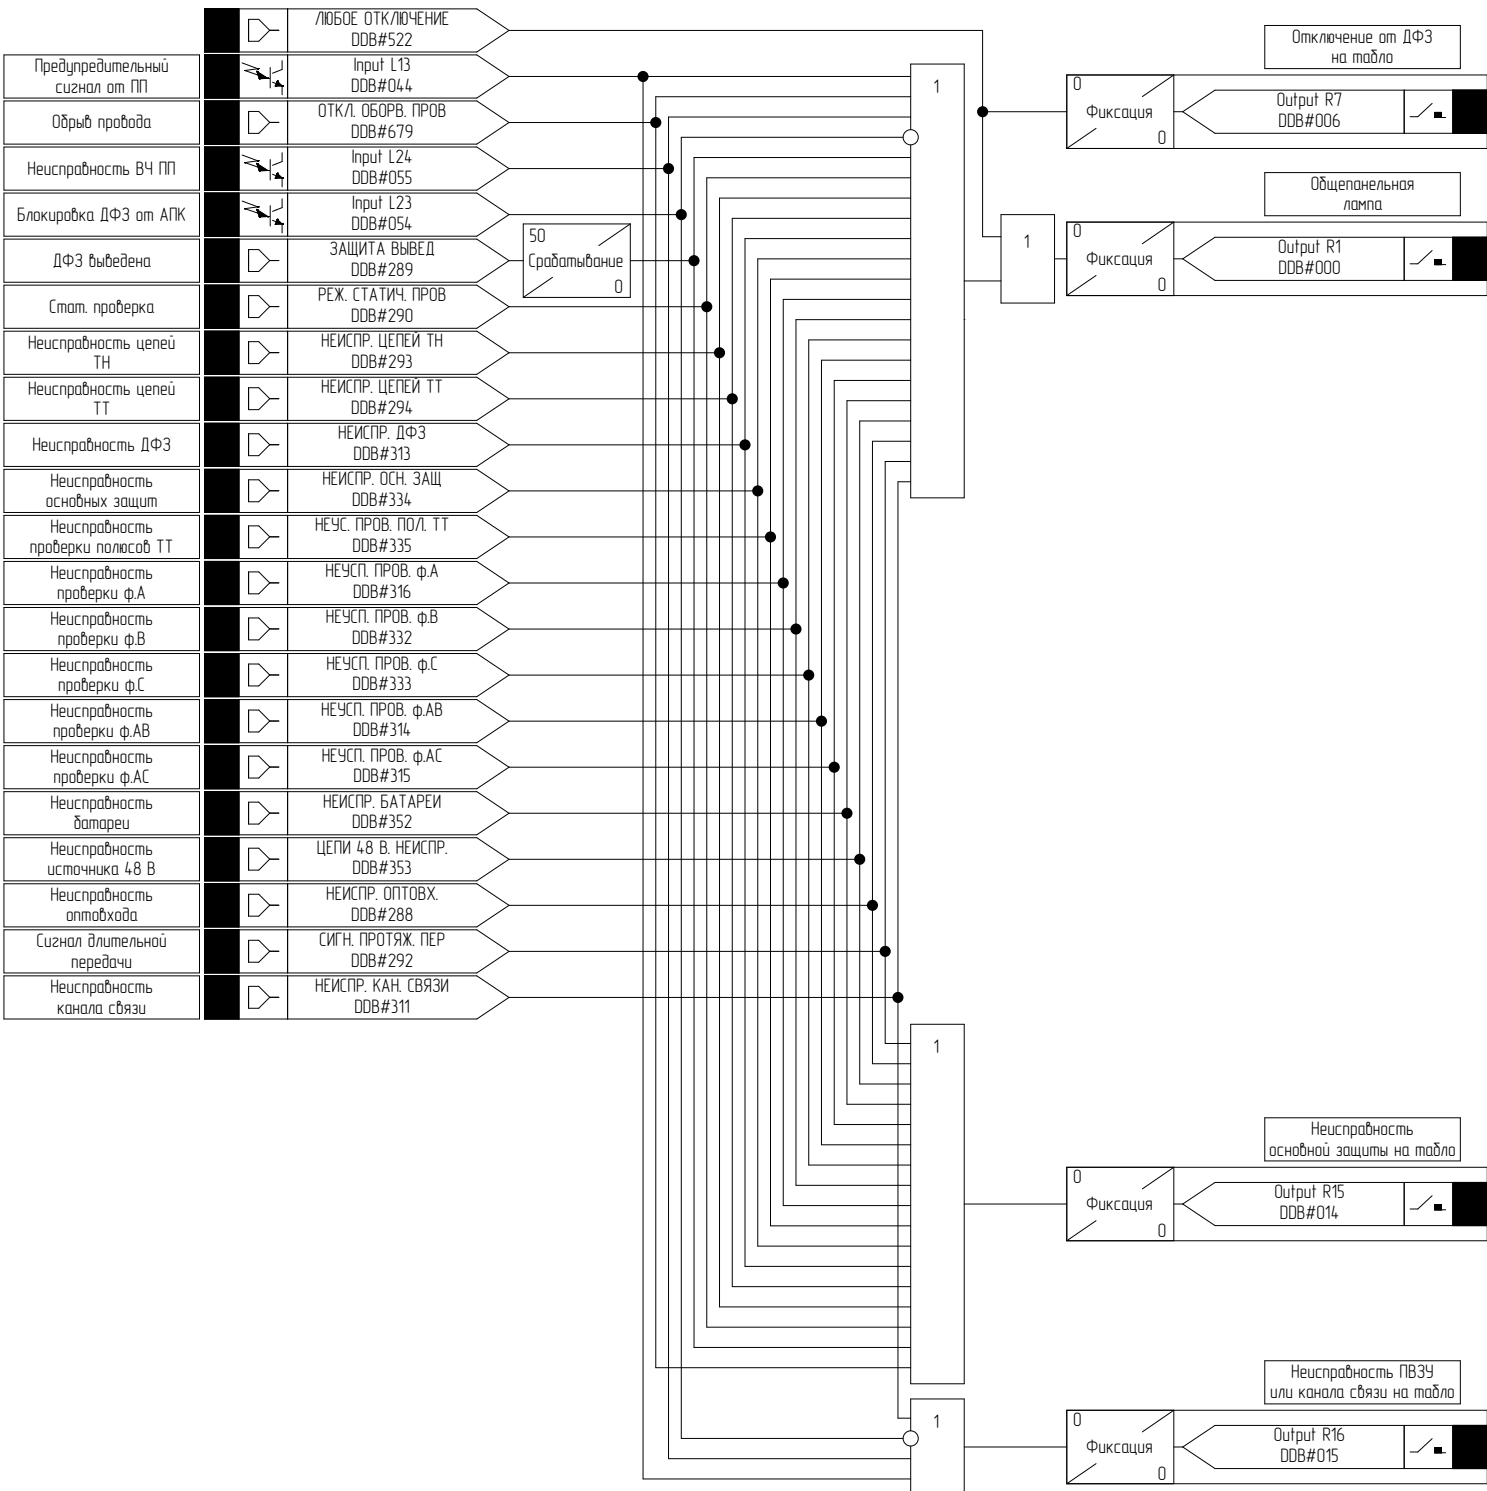 ЛЮБОЕ ОТКЛЮЧЕНИЕ
DDB#522
Предупредительный
сигнал от ПП
Input L13
DDB#044
Обрыв провода
ОТКЛ. ОБОРВ. ПРОВ
DDB#679
Неисправность ВЧ ПП
Input L24
DDB#055
Блокировка ДФЗ от АПК
Input L23
DDB#054
ДФЗ выведена
ЗАЩИТА ВЫВЕД
DDB#289
50
Срабатывание
0
Стат. проверка
РЕЖ. СТАТИЧ. ПРОВ
DDB#290
Неисправность цепей
ТН
НЕИСПР. ЦЕПЕЙ ТН
DDB#293
Неисправность цепей
ТТ
НЕИСПР. ЦЕПЕЙ ТТ
DDB#294
Неисправность ДФЗ
НЕИСПР. ДФЗ
DDB#313
Неисправность
основных защит
НЕИСПР. ОСН. ЗАЩ
DDB#334
Неисправность
проверки полюсов ТТ
НЕУС. ПРОВ. ПОЛ. ТТ
DDB#335
Неисправность
проверки ф.А
НЕУСП. ПРОВ. ф.А
DDB#316
Неисправность
проверки ф.В
НЕУСП. ПРОВ. ф.В
DDB#332
Неисправность
проверки ф.С
НЕУСП. ПРОВ. ф.С
DDB#333
Неисправность
проверки ф.АВ
НЕУСП. ПРОВ. ф.АВ
DDB#314
Неисправность
проверки ф.АС
НЕУСП. ПРОВ. ф.АС
DDB#315
Неисправность
батареи
НЕИСПР. БАТАРЕИ
DDB#352
Неисправность
источника 48 В
ЦЕПИ 48 В. НЕИСПР.
DDB#353
Неисправность
оптовхода
НЕИСПР. ОПТОВХ.
DDB#288
Сигнал длительной
передачи
СИГН. ПРОТЯЖ. ПЕР
DDB#292
Неисправность
канала связи
НЕИСПР. КАН. СВЯЗИ
DDB#311
1
1
1
1
Отключение от ДФЗ
на табло
0
Фиксация
0
Output R7
DDB#006
Общепанельная
лампа
0
Фиксация
0
Output R1
DDB#000
Неисправность
основной защиты на табло
0
Фиксация
0
Output R15
DDB#014
Неисправность ПВЗУ
или канала связи на табло
0
Фиксация
0
Output R16
DDB#015